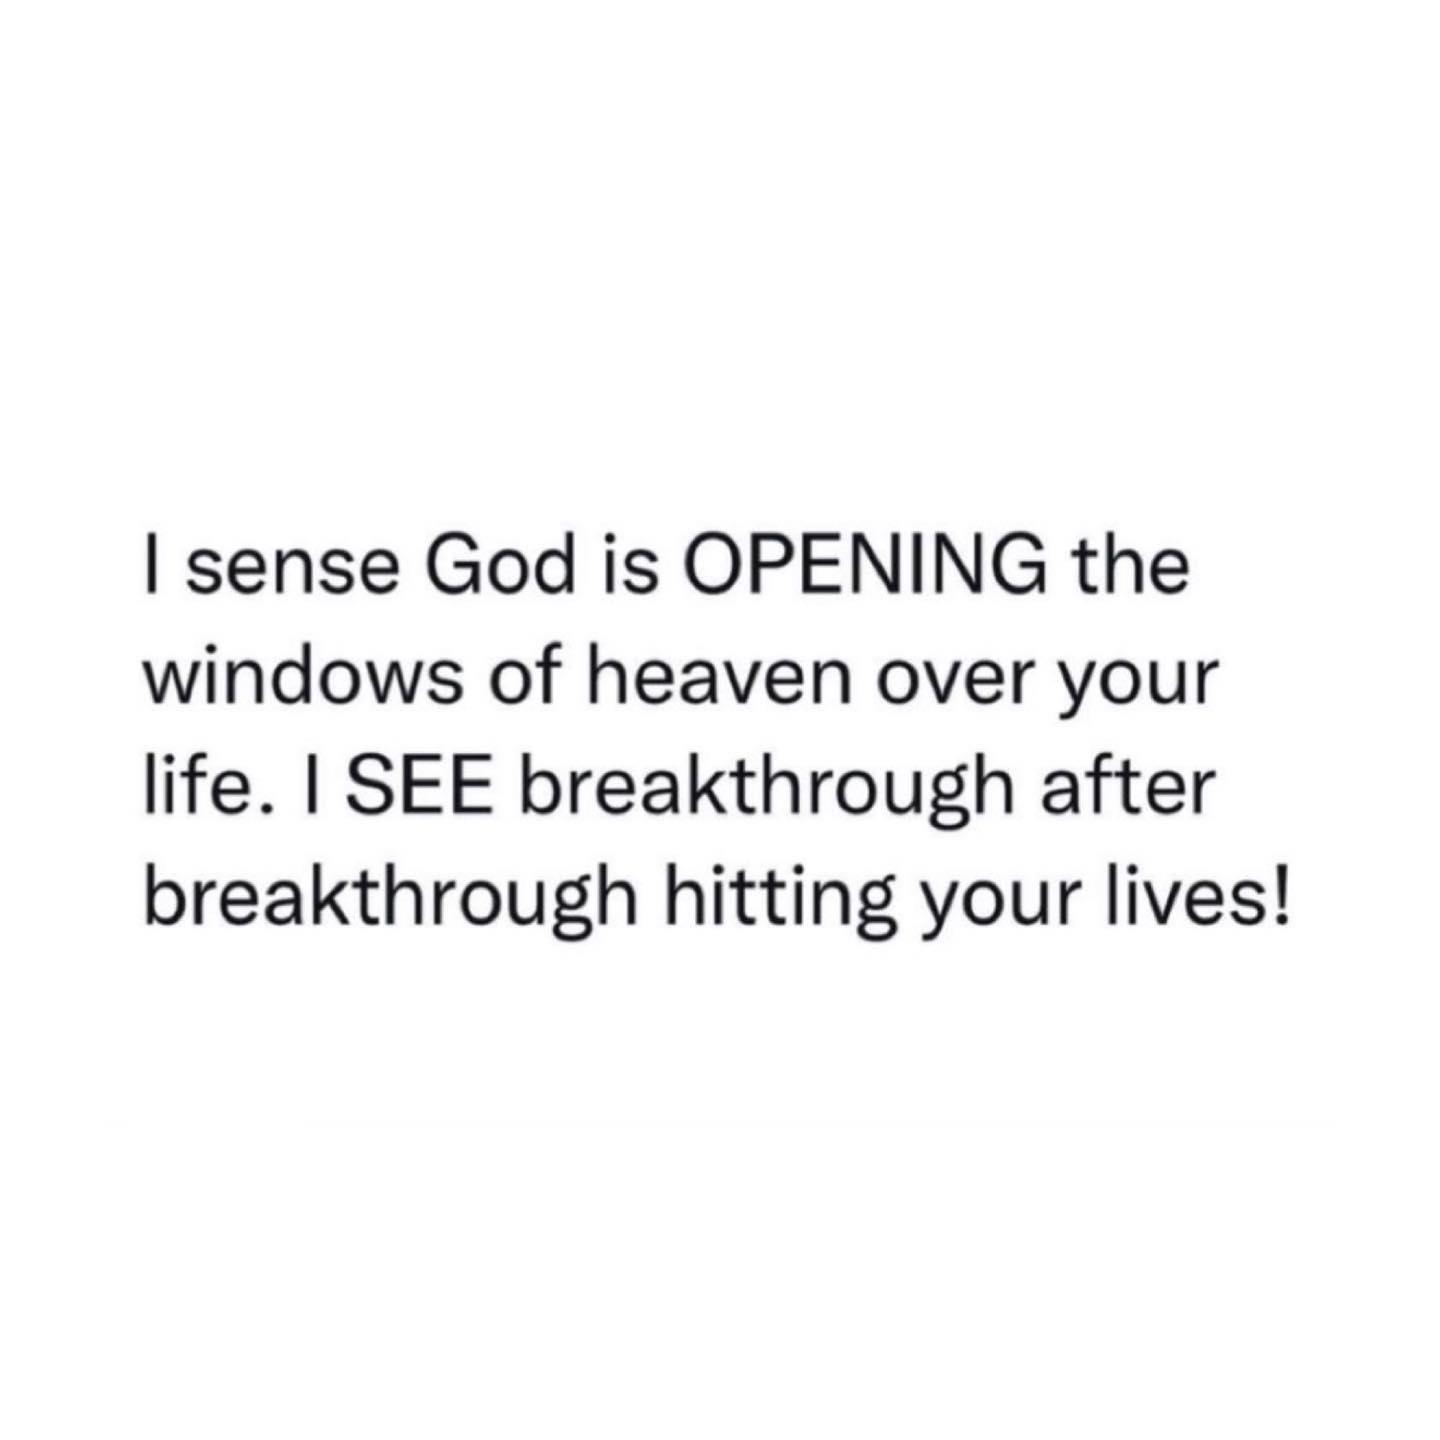 I sense God is OPENING the
windows of heaven over your
life. I SEE breakthrough after
breakthrough hitting your lives!